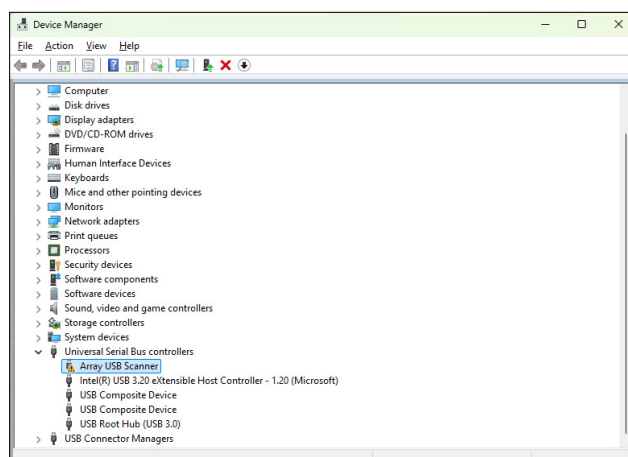 Device Manager
File Action View Help
Computer
Disk drives
Display adapters
DVD/CD-ROM drives
Firmware
Human Interface Devices
Keyboards
Mice and other pointing devices
Monitors
Network adapters
Print queues
Processors
Security devices
Software components
Software devices
Sound, video and game controllers
Storage controllers
System devices
Universal Serial Bus controllers
Array USB Scanner
Intel(R) USB 3.20 eXtensible Host Controller - 1.20 (Microsoft)
USB Composite Device
USB Composite Device
USB Root Hub (USB 3.0)
USB Connector Managers